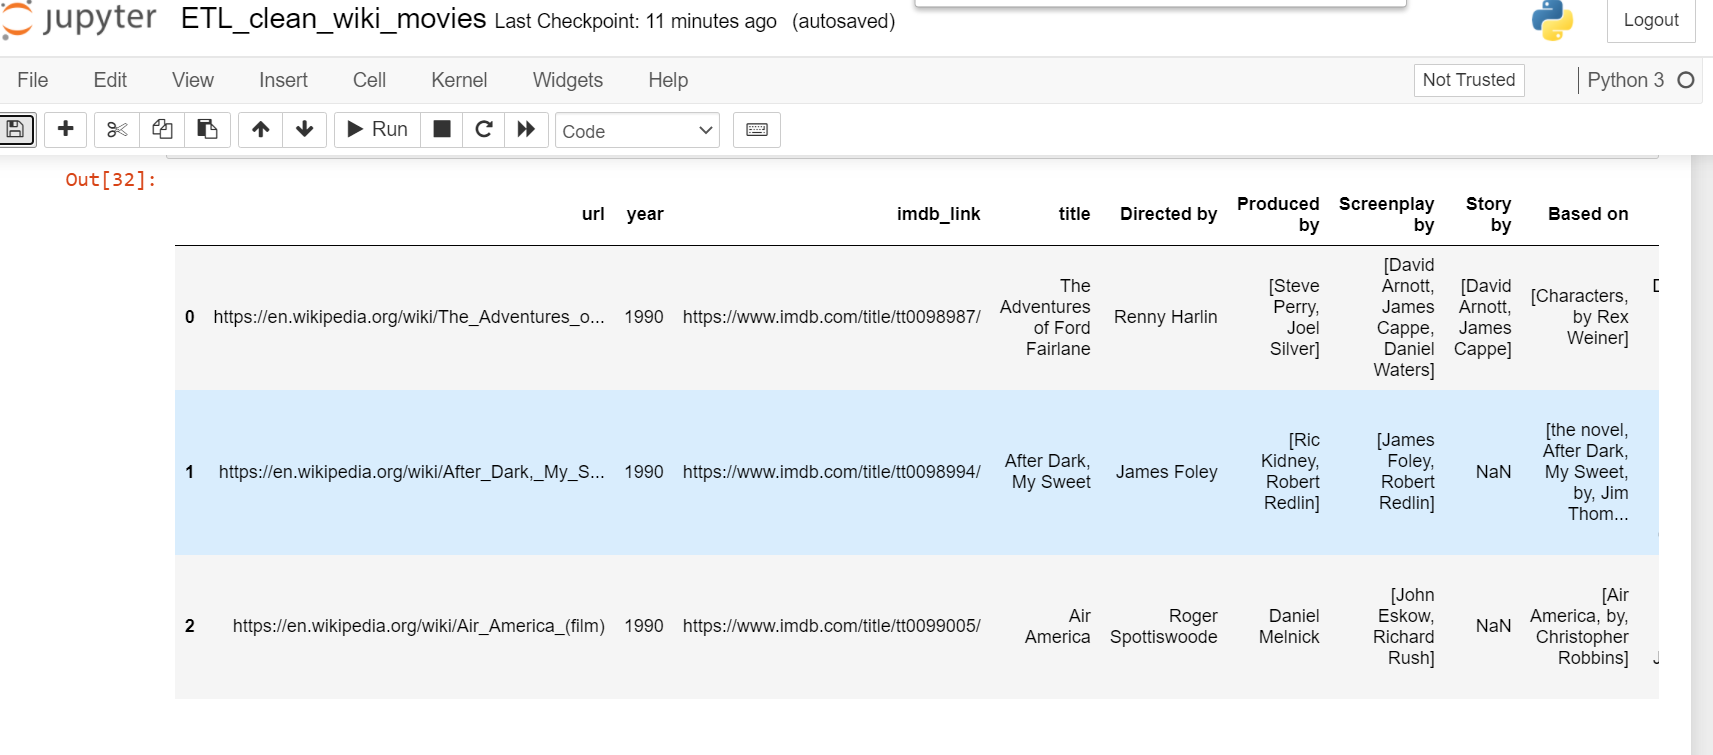 jupyter ETL_clean_wiki_movies Last Checkpoint: 11 minutes ago (autosaved) Logout
File Edit View Insert Cell Kernel Widgets Help Not Trusted Python 3
Run Code
Out[32]:
url year imdb_link title Directed by Produced by Screenplay by Story by Based on
0 https://en.wikipedia.org/wiki/The_Adventures_o... 1990 https://www.imdb.com/title/tt0098987/ The Adventures of Ford Fairlane Renny Harlin [Steve Perry, Joel Silver] [David Arnott, James Cappe, Daniel Waters] [David Arnott, James Cappe] [Characters, by Rex Weiner]
1 https://en.wikipedia.org/wiki/After_Dark,_My_S... 1990 https://www.imdb.com/title/tt0098994/ After Dark, My Sweet James Foley [Ric Kidney, Robert Redlin] [James Foley, Robert Redlin] NaN [the novel, After Dark, My Sweet, by, Jim Thom...
2 https://en.wikipedia.org/wiki/Air_America_(film) 1990 https://www.imdb.com/title/tt0099005/ Air America Roger Spottiswoode Daniel Melnick [John Eskow, Richard Rush] NaN [Air America, by, Christopher Robbins]